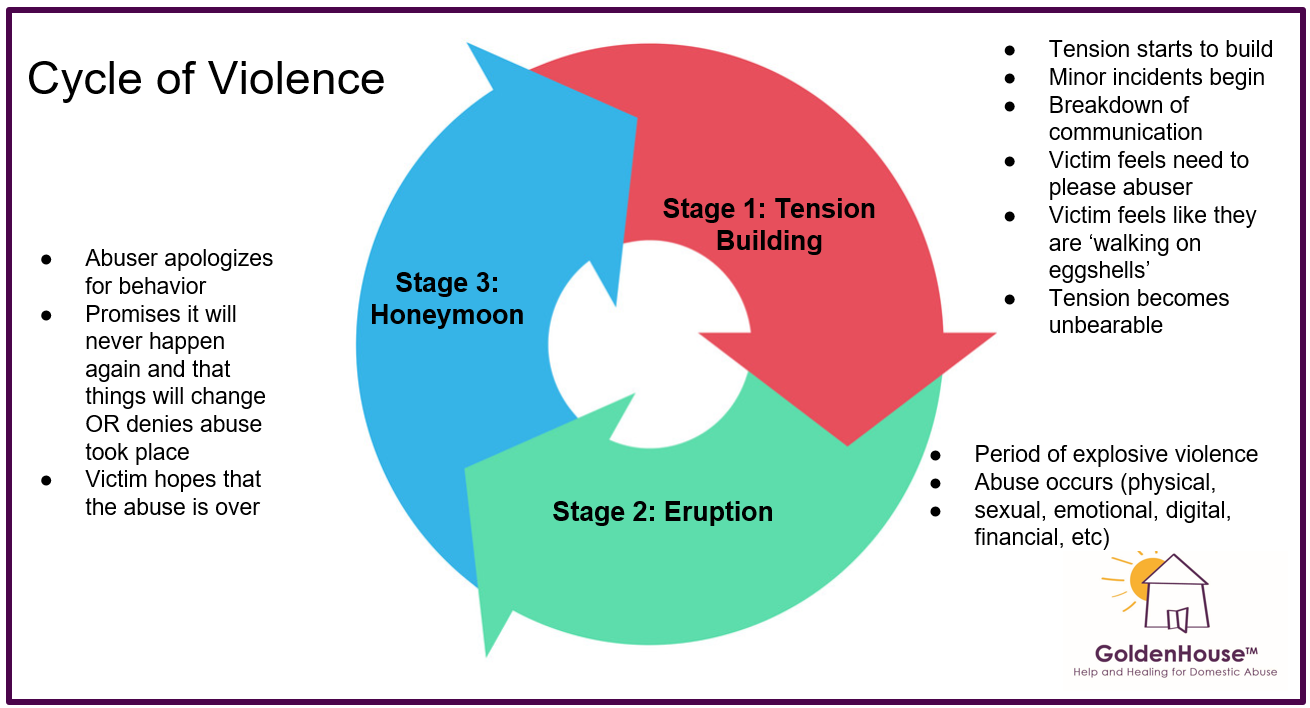 Cycle of Violence
● Tension starts to build
● Minor incidents begin
● Breakdown of
communication
● Victim feels need to
please abuser
● Victim feels like they
are ‘walking on
eggshells’
● Tension becomes
unbearable
Stage 1: Tension
Building
● Period of explosive violence
● Abuse occurs (physical,
● sexual, emotional, digital,
financial, etc)
Stage 2: Eruption
Stage 3:
Honeymoon
● Abuser apologizes
for behavior
● Promises it will
never happen
again and that
things will change
OR denies abuse
took place
● Victim hopes that
the abuse is over
GoldenHouse™
Help and Healing for Domestic Abuse